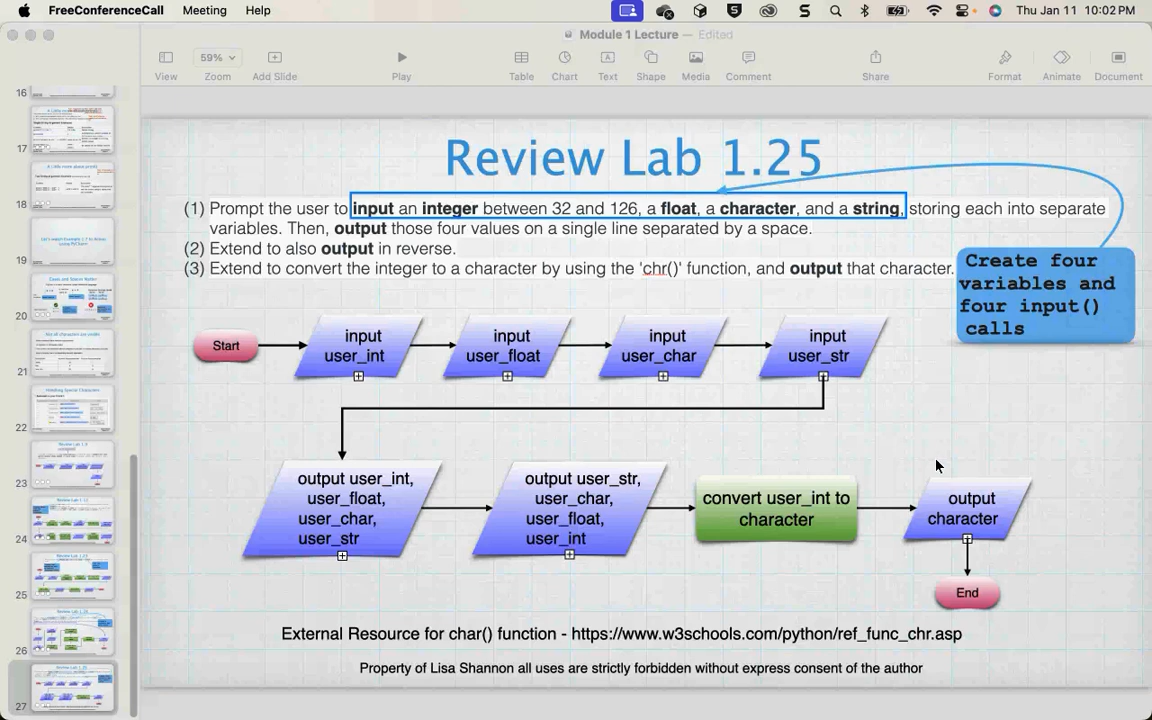 FreeConferenceCall Meeting Help Thu Jan 11 10:02 PM
Module 1 Lecture — Edited
59%
View Zoom Add Slide Play Table Chart Text Shape Media Comment Share Format Animate Document
16
17
18
19
20
21
22
23
24
25
26
27
Review Lab 1.25
(1) Prompt the user to input an integer between 32 and 126, a float, a character, and a string, storing each into separate
variables. Then, output those four values on a single line separated by a space.
(2) Extend to also output in reverse.
(3) Extend to convert the integer to a character by using the 'chr()' function, and output that character.
Create four
variables and
four input()
calls
Start
input
user_int
input
user_float
input
user_char
input
user_str
output user_int,
user_float,
user_char,
user_str
output user_str,
user_char,
user_float,
user_int
convert user_int to
character
output
character
End
External Resource for char() function - https://www.w3schools.com/python/ref_func_chr.asp
Property of Lisa Shannon all uses are strictly forbidden without express consent of the author